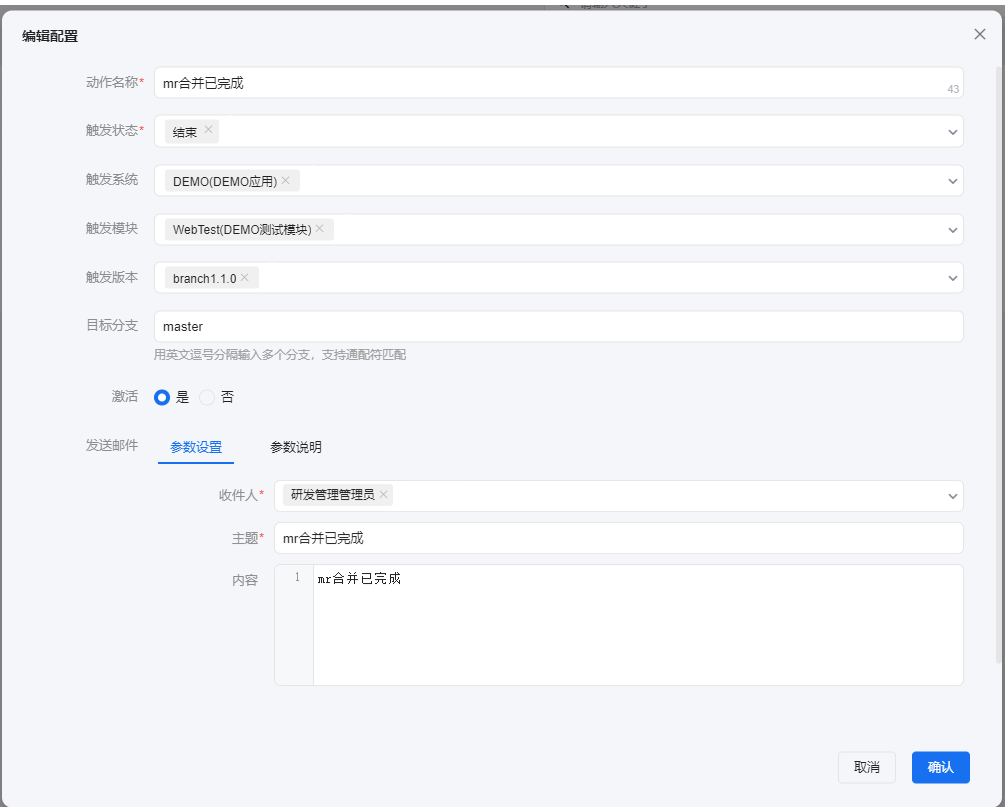 编辑配置
动作名称* mr合并已完成 43
触发状态* 结束
触发系统 DEMO(DEMO应用)
触发模块 WebTest(DEMO测试模块)
触发版本 branch1.1.0
目标分支 master
用英文逗号分隔输入多个分支，支持通配符匹配
激活 是 否
发送邮件 参数设置 参数说明
收件人* 研发管理管理员
主题* mr合并已完成
内容 1 mr合并已完成
取消 确认